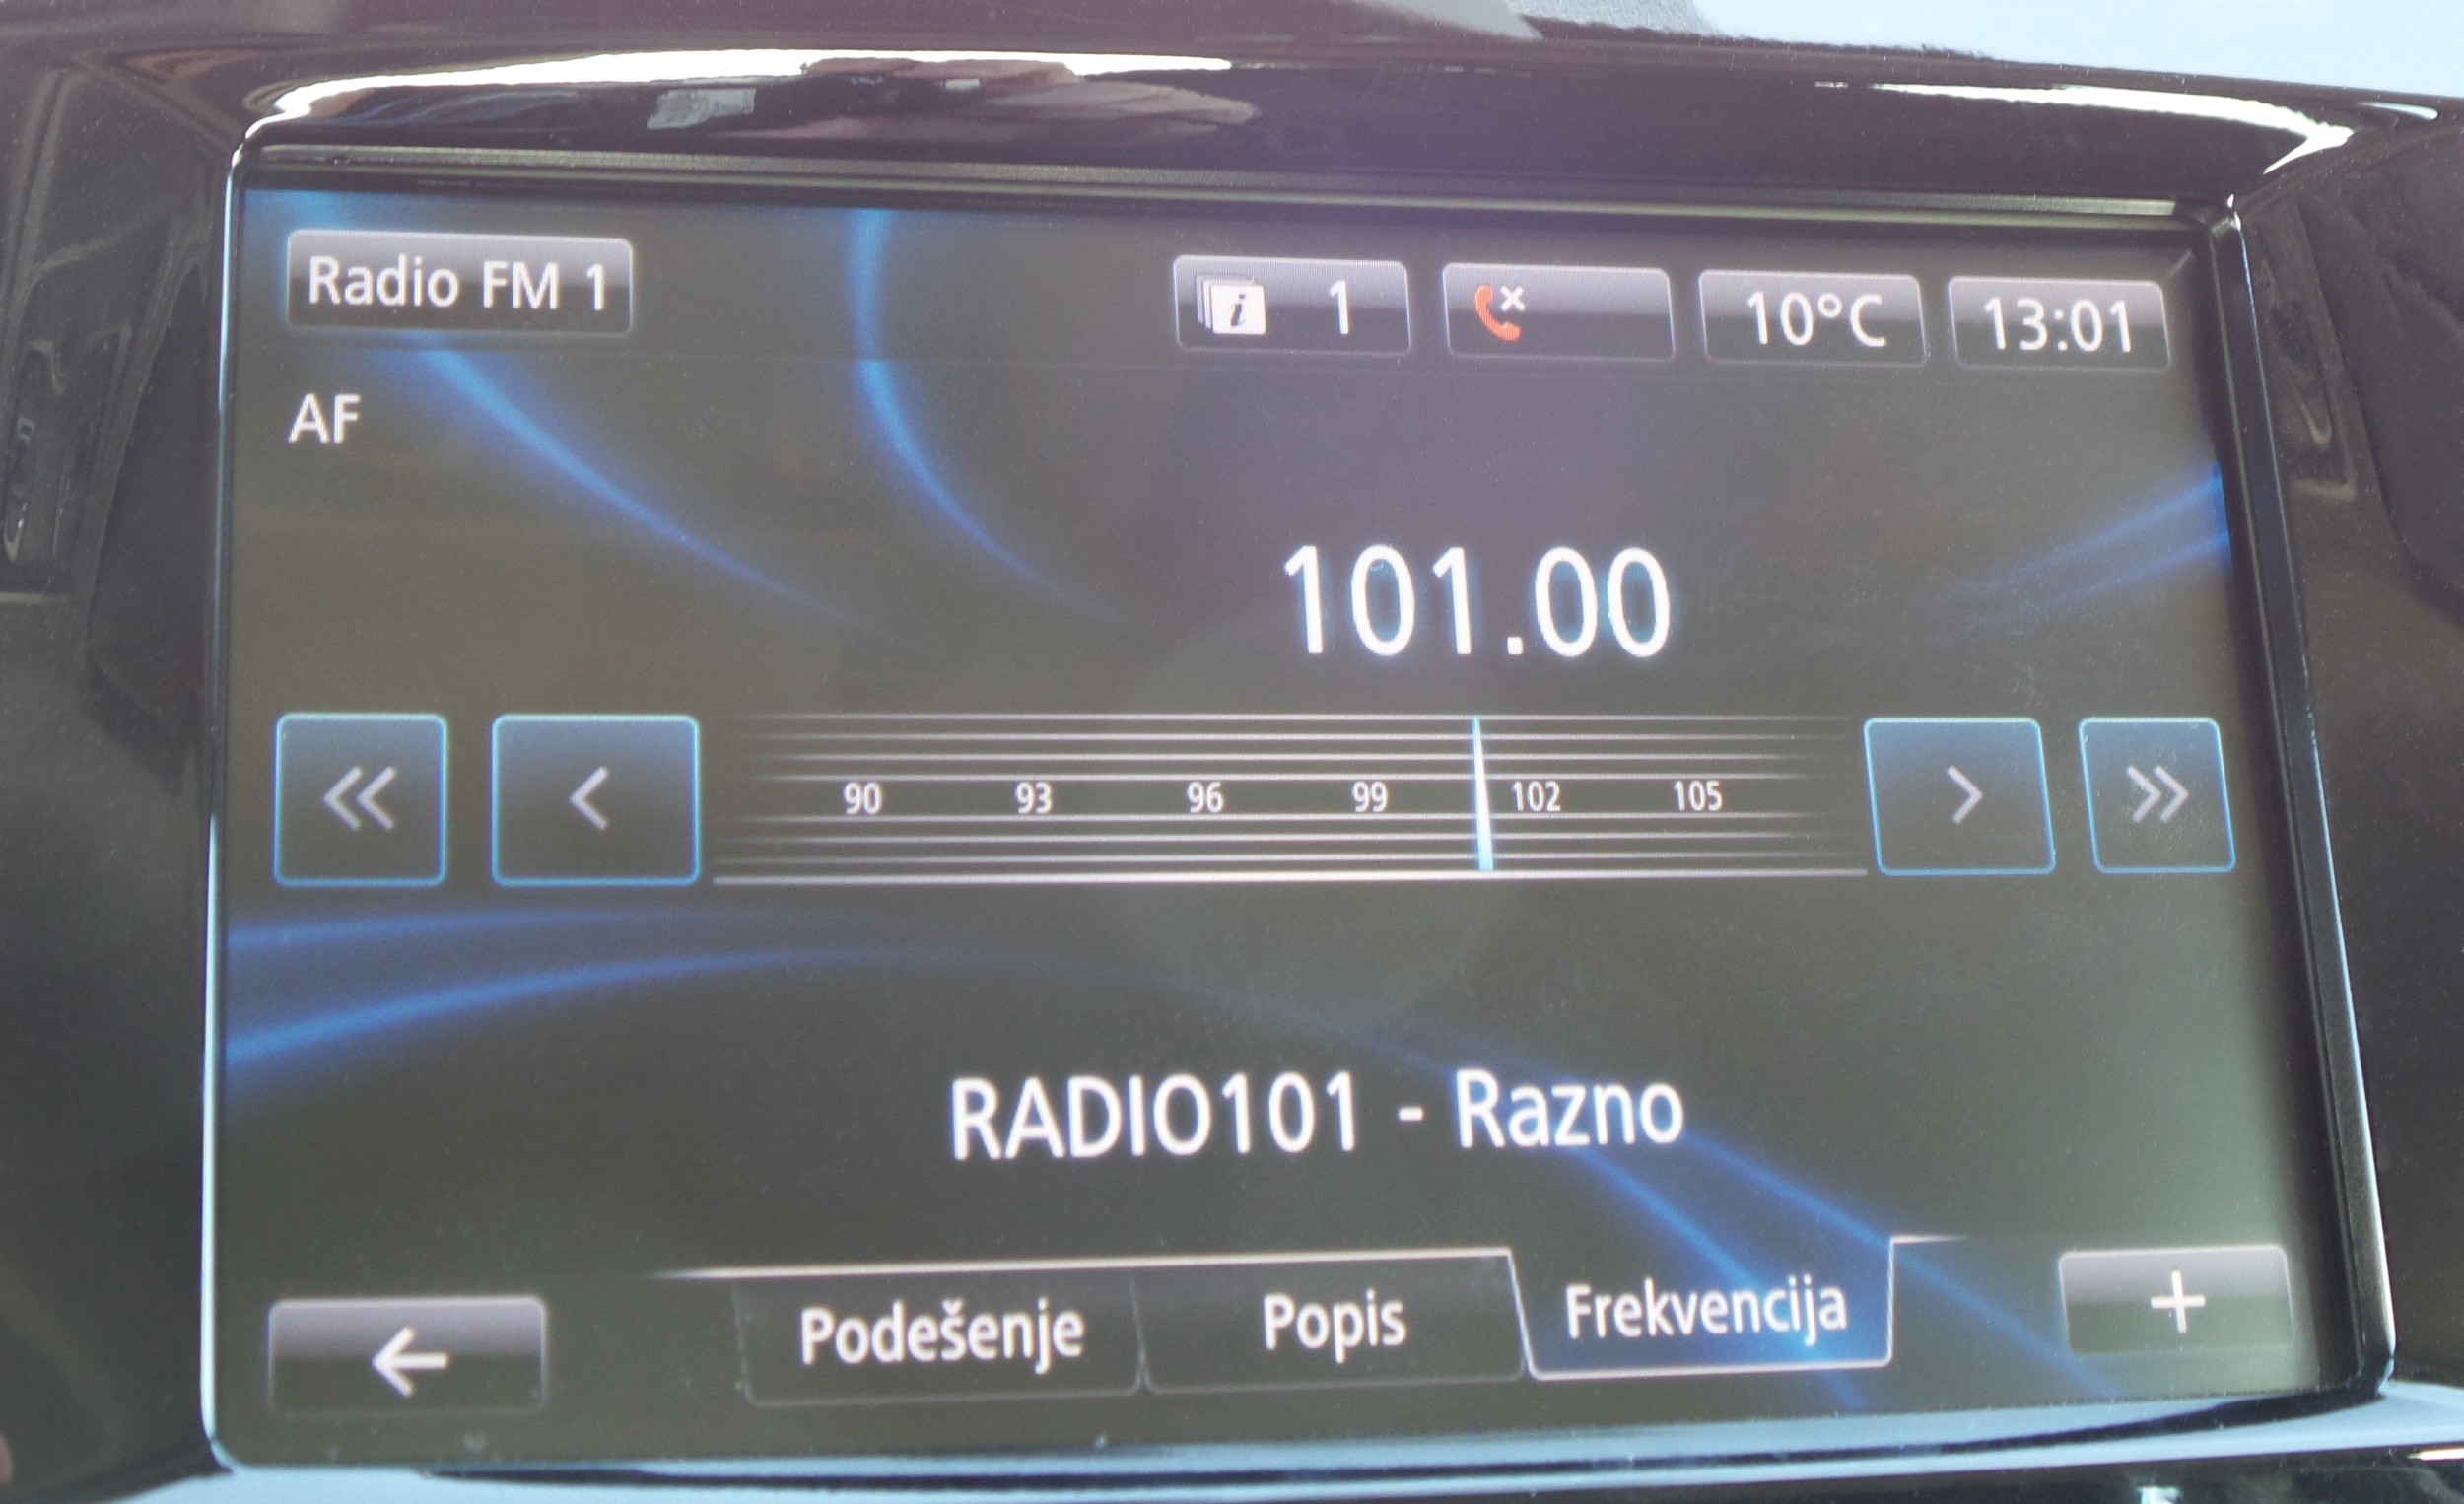 Radio FM 1
1
10°C
13:01
AF
101.00
90 93 96 99 102 105
RADIO101 - Razno
Podešenje
Popis
Frekvencija